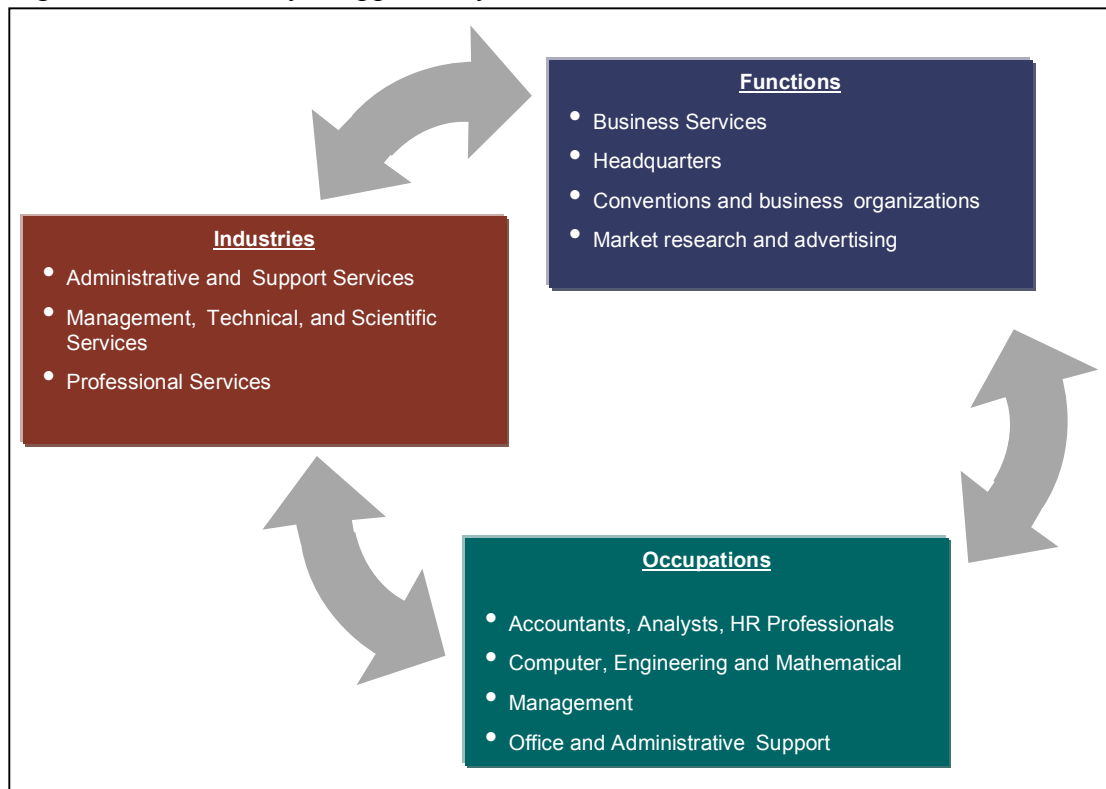 Functions
• Business Services
• Headquarters
• Conventions and business organizations
• Market research and advertising
Industries
• Administrative and Support Services
• Management, Technical, and Scientific
Services
• Professional Services
Occupations
• Accountants, Analysts, HR Professionals
• Computer, Engineering and Mathematical
• Management
• Office and Administrative Support